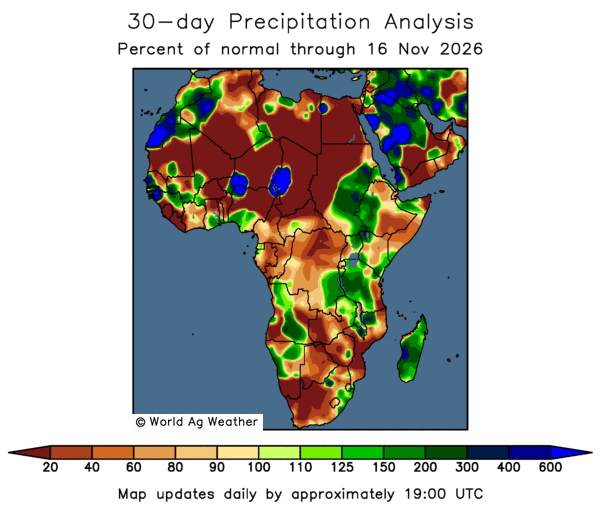 30-day Precipitation Analysis
Percent of normal through 16 Nov 2026
© World Ag Weather
20 40 60 80 90 100 110 125 150 200 300 400 600
Map updates daily by approximately 19:00 UTC